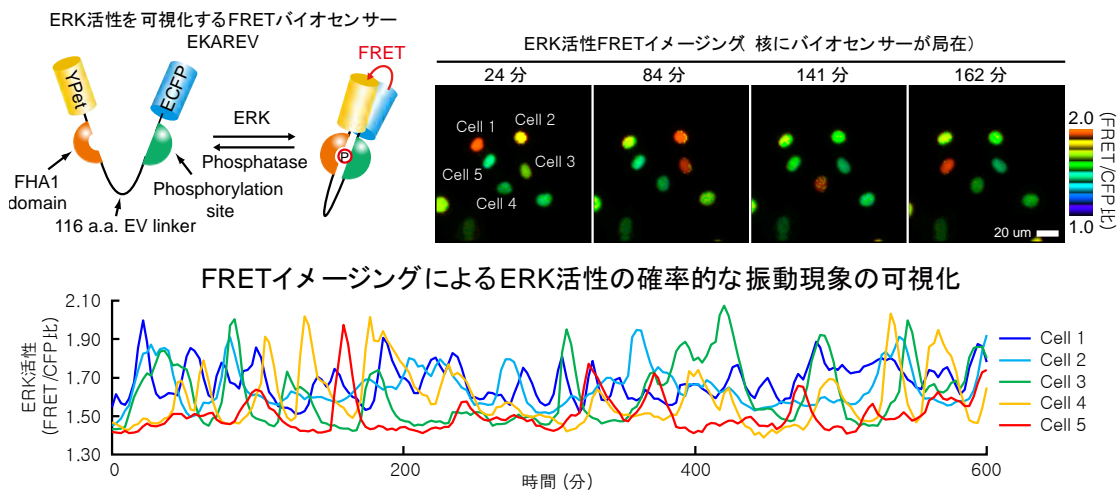 ERK活性を可視化するFRETバイオセンサー
EKAREV
FRET
YPet
ECFP
ERK
Phosphatase
P
FHA1
domain
Phosphorylation
site
116 a.a. EV linker
ERK活性FRETイメージング( 核にバイオセンサーが局在)
24 分
84 分
141 分
162 分
Cell 1
Cell 2
Cell 3
Cell 5
Cell 4
20 um
2.0
1.0
(FRET/CFP比)
FRETイメージングによるERK活性の確率的な振動現象の可視化
ERK活性
(FRET/CFP比)
2.10
1.90
1.70
1.50
1.30
0
200
400
600
時間 (分)
Cell 1
Cell 2
Cell 3
Cell 4
Cell 5